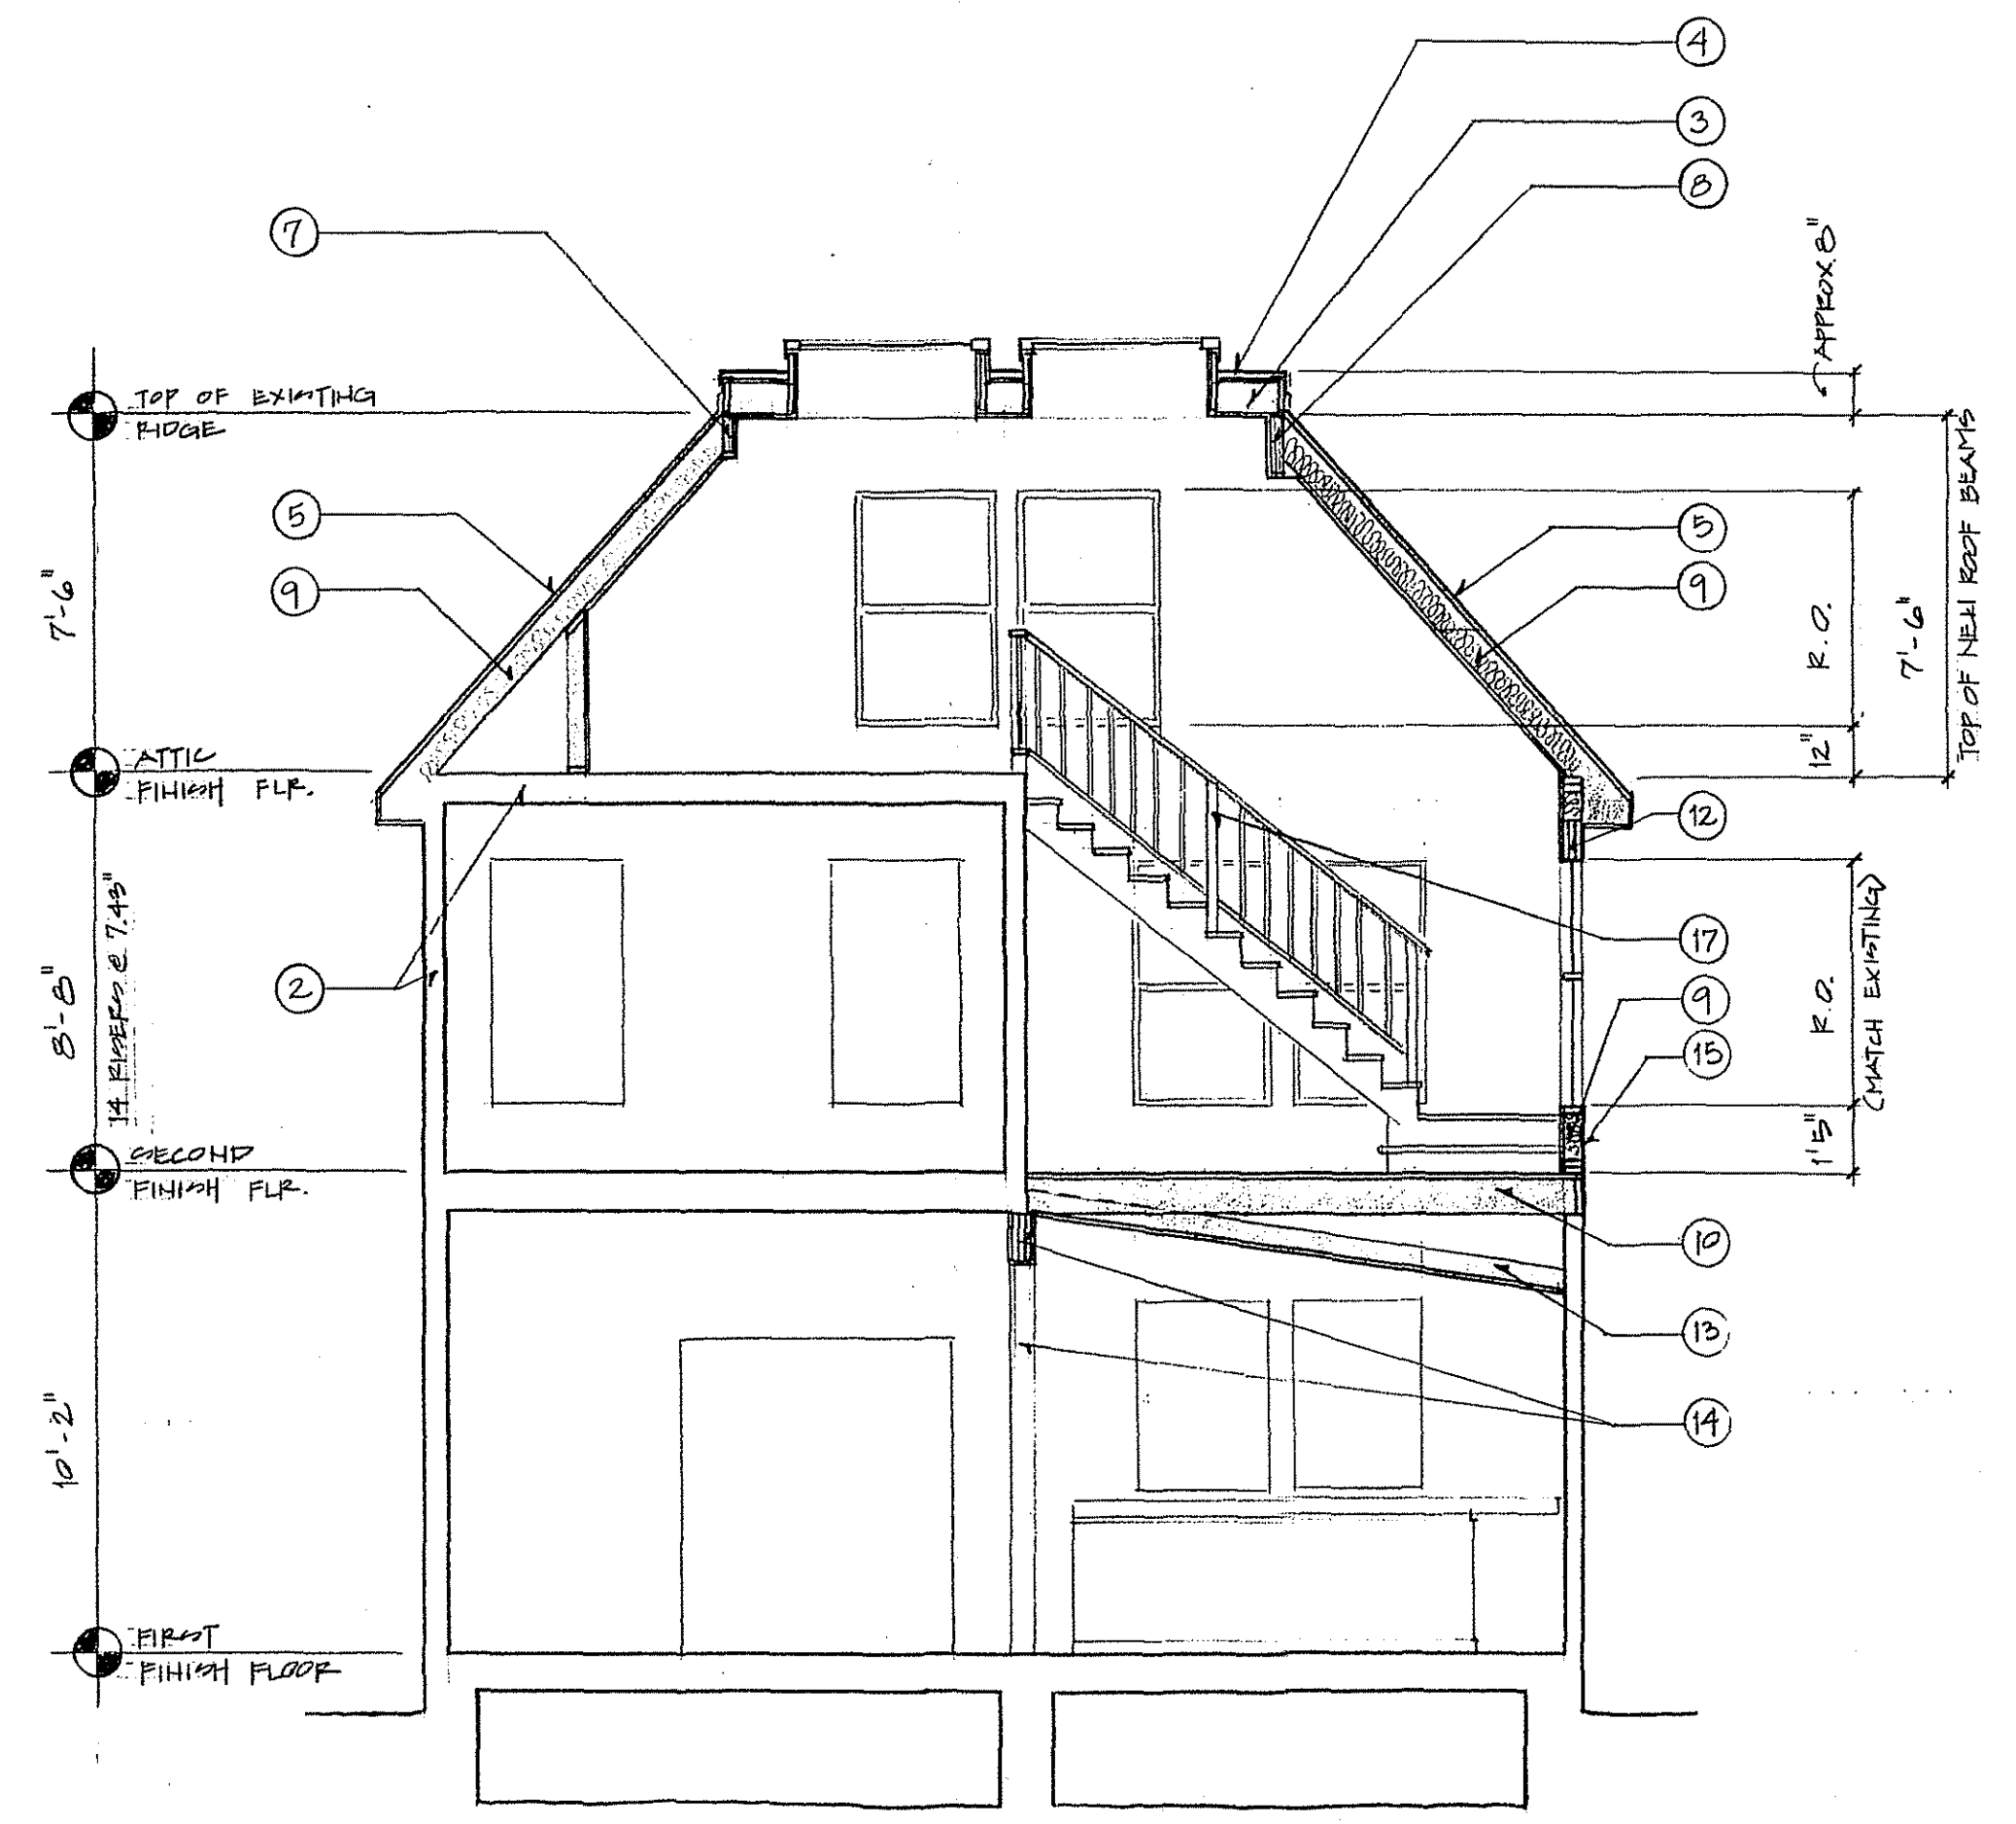 4
3
8
7
APPROX. 8"
TOP OF EXISTING
RIDGE
TOP OF NEW ROOF BEAMS
7'-6"
5
9
5
9
R.O.
7'-6"
12"
ATTIC
FINISH FLR.
12
8'-8"
14 RISERS @ 7.43"
2
17
9
15
R.O.
(MATCH EXISTING)
1'5"
SECOND
FINISH FLR.
10
13
14
10'-2"
FIRST
FINISH FLOOR